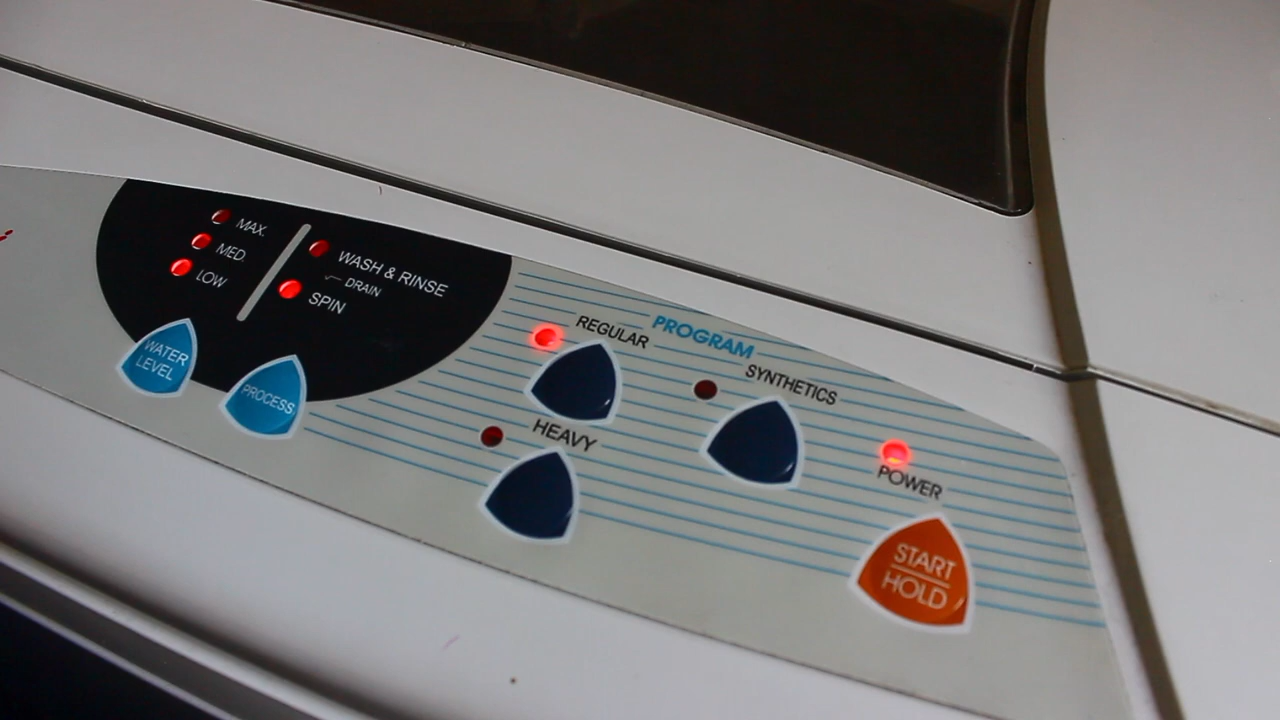 MAX.
MED.
LOW
WASH & RINSE
DRAIN
SPIN
WATER
LEVEL
PROCESS
PROGRAM
REGULAR
SYNTHETICS
HEAVY
POWER
START
HOLD